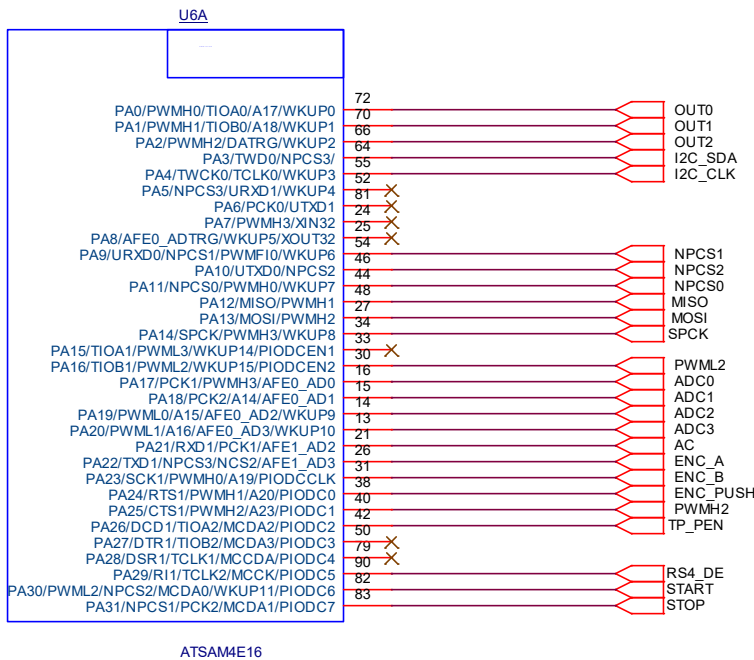 U6A
PA0/PWMH0/TIOA0/A17/WKUP0 72 OUT0
PA1/PWMH1/TIOB0/A18/WKUP1 70 OUT1
PA2/PWMH2/DATRG/WKUP2 66 OUT2
PA3/TWD0/NPCS3/ 64 I2C_SDA
PA4/TWCK0/TCLK0/WKUP3 55 I2C_CLK
PA5/NPCS3/URXD1/WKUP4 52
PA6/PCK0/UTXD1 81
PA7/PWMH3/XIN32 24
PA8/AFE0_ADTRG/WKUP5/XOUT32 25
PA9/URXD0/NPCS1/PWMFI0/WKUP6 54 NPCS1
PA10/UTXD0/NPCS2 46 NPCS2
PA11/NPCS0/PWMH0/WKUP7 44 NPCS0
PA12/MISO/PWMH1 48 MISO
PA13/MOSI/PWMH2 27 MOSI
PA14/SPCK/PWMH3/WKUP8 34 SPCK
PA15/TIOA1/PWML3/WKUP14/PIODCEN1 33
PA16/TIOB1/PWML2/WKUP15/PIODCEN2 30 PWML2
PA17/PCK1/PWMH3/AFE0_AD0 16 ADC0
PA18/PCK2/A14/AFE0_AD1 15 ADC1
PA19/PWML0/A15/AFE0_AD2/WKUP9 14 ADC2
PA20/PWML1/A16/AFE0_AD3/WKUP10 13 ADC3
PA21/RXD1/PCK1/AFE1_AD2 21 AC
PA22/TXD1/NPCS3/NCS2/AFE1_AD3 26 ENC_A
PA23/SCK1/PWMH0/A19/PIODCCLK 31 ENC_B
PA24/RTS1/PWMH1/A20/PIODC0 38 ENC_PUSH
PA25/CTS1/PWMH2/A23/PIODC1 40 PWMH2
PA26/DCD1/TIOA2/MCDA2/PIODC2 42 TP_PEN
PA27/DTR1/TIOB2/MCDA3/PIODC3 50
PA28/DSR1/TCLK1/MCCDA/PIODC4 79
PA29/RI1/TCLK2/MCCK/PIODC5 90 RS4_DE
PA30/PWML2/NPCS2/MCDA0/WKUP11/PIODC6 82 START
PA31/NPCS1/PCK2/MCDA1/PIODC7 83 STOP
ATSAM4E16